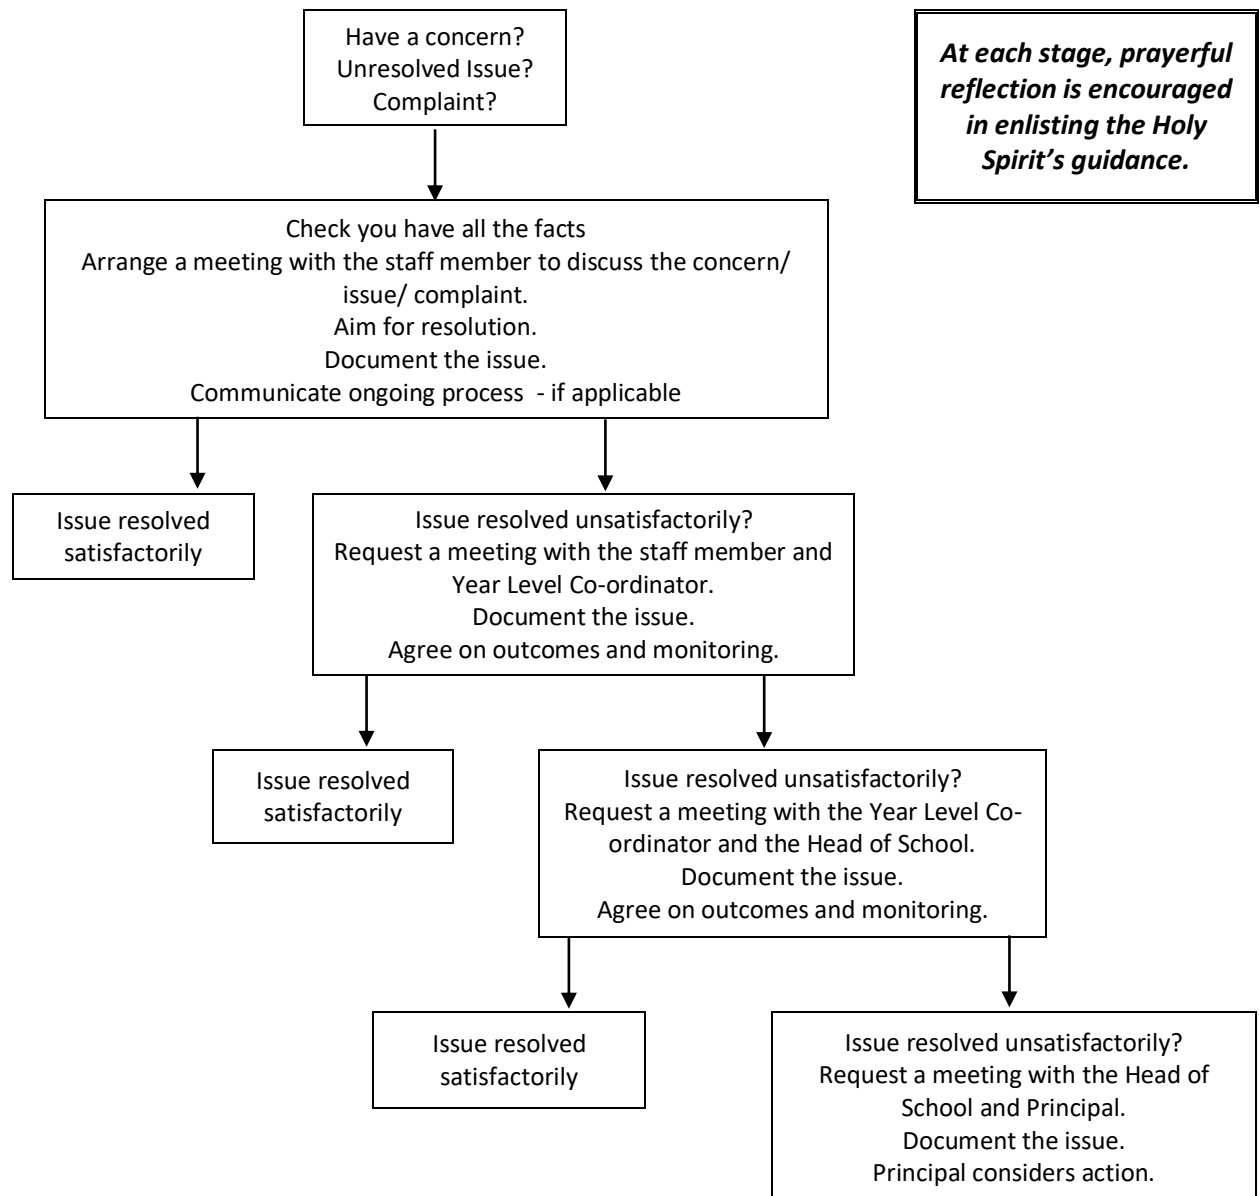 Have a concern?
Unresolved Issue?
Complaint?
At each stage, prayerful
reflection is encouraged
in enlisting the Holy
Spirit’s guidance.
Check you have all the facts
Arrange a meeting with the staff member to discuss the concern/
issue/ complaint.
Aim for resolution.
Document the issue.
Communicate ongoing process  - if applicable
Issue resolved
satisfactorily
Issue resolved unsatisfactorily?
Request a meeting with the staff member and
Year Level Co-ordinator.
Document the issue.
Agree on outcomes and monitoring.
Issue resolved
satisfactorily
Issue resolved unsatisfactorily?
Request a meeting with the Year Level Co-
ordinator and the Head of School.
Document the issue.
Agree on outcomes and monitoring.
Issue resolved
satisfactorily
Issue resolved unsatisfactorily?
Request a meeting with the Head of
School and Principal.
Document the issue.
Principal considers action.